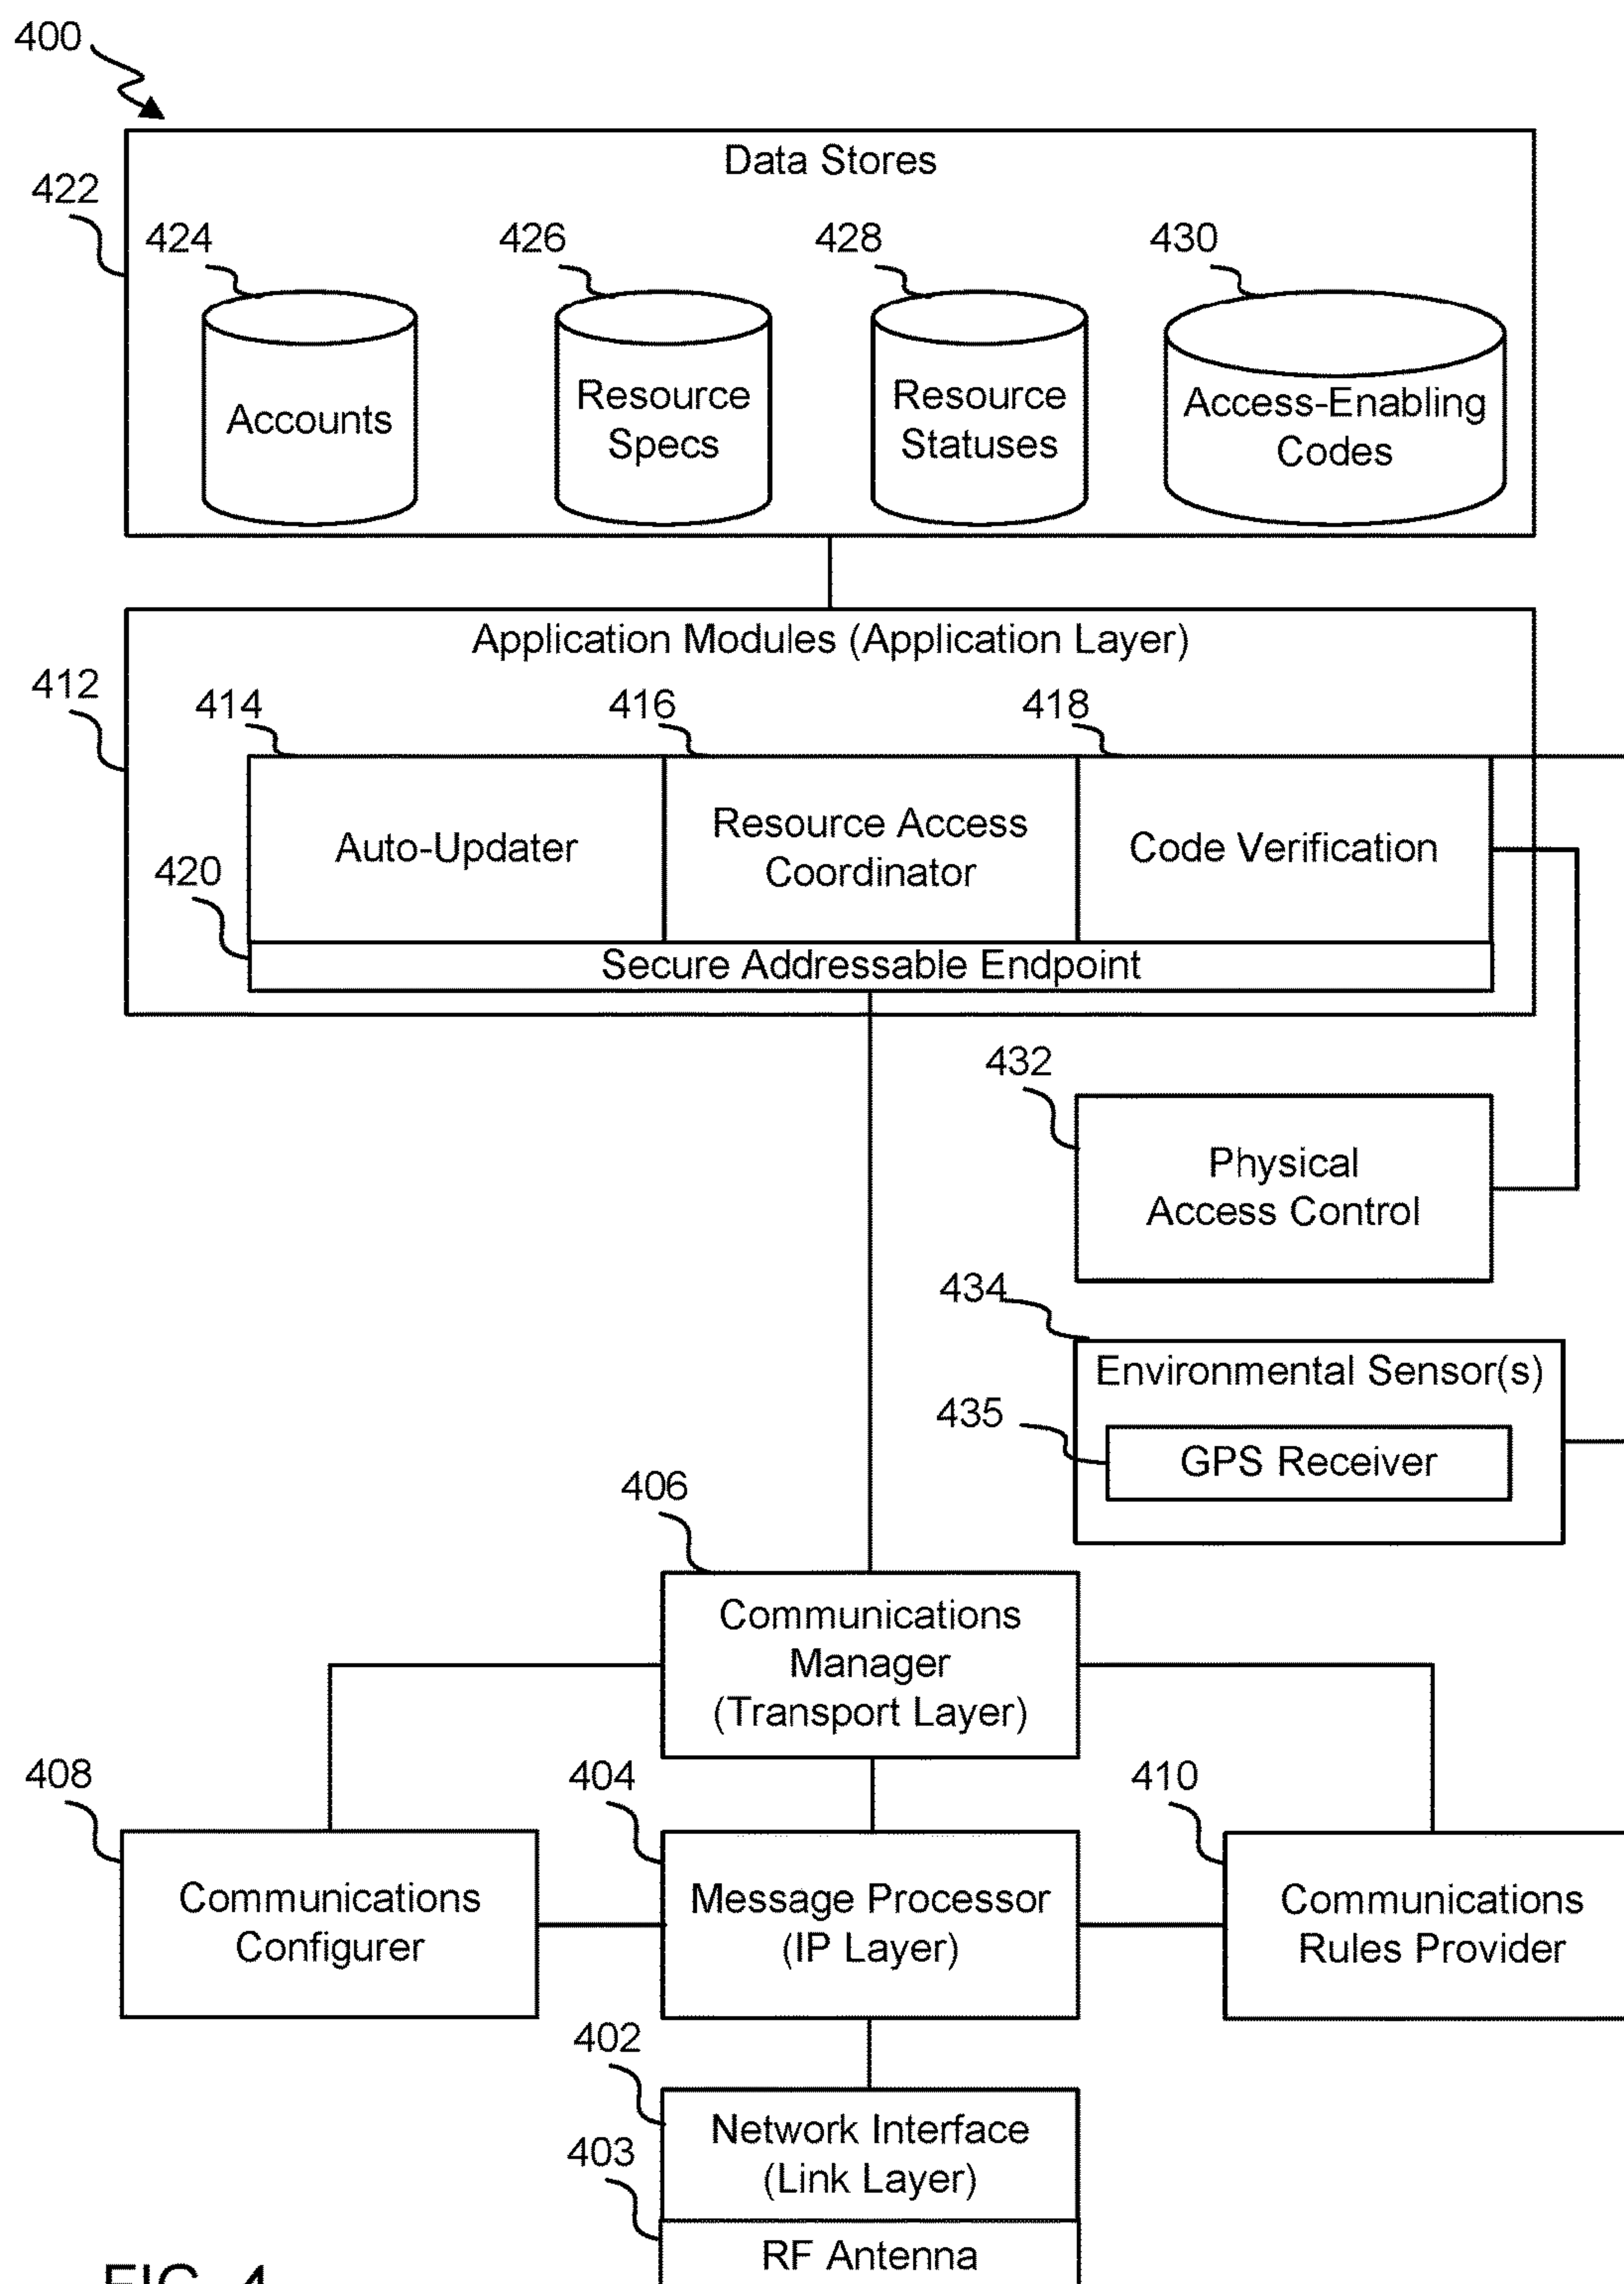 400
Data Stores
422
424
426
428
430
Accounts
Resource
Specs
Resource
Statuses
Access-Enabling
Codes
Application Modules (Application Layer)
412
414
416
418
Auto-Updater
Resource Access
Coordinator
Code Verification
420
Secure Addressable Endpoint
432
Physical
Access Control
434
Environmental Sensor(s)
435
GPS Receiver
406
Communications
Manager
(Transport Layer)
408
404
410
Communications
Configurer
Message Processor
(IP Layer)
Communications
Rules Provider
402
Network Interface
(Link Layer)
403
RF Antenna
FIG. 4